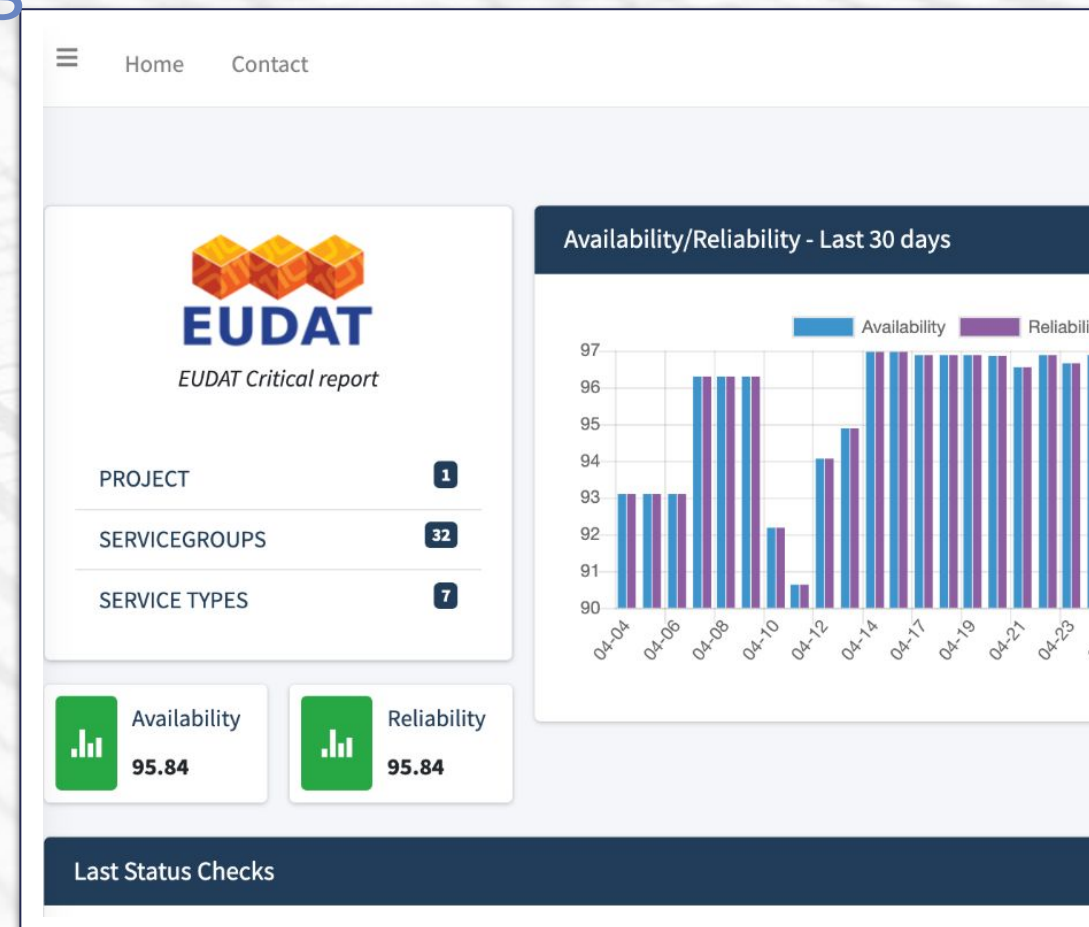 Home Contact
EUDAT
EUDAT Critical report
PROJECT 1
SERVICEGROUPS 32
SERVICE TYPES 7
Availability
95.84
Reliability
95.84
Availability/Reliability - Last 30 days
Availability Reliabili
97
96
95
94
93
92
91
90
04-04 04-06 04-08 04-10 04-12 04-14 04-17 04-19 04-21 04-23
Last Status Checks